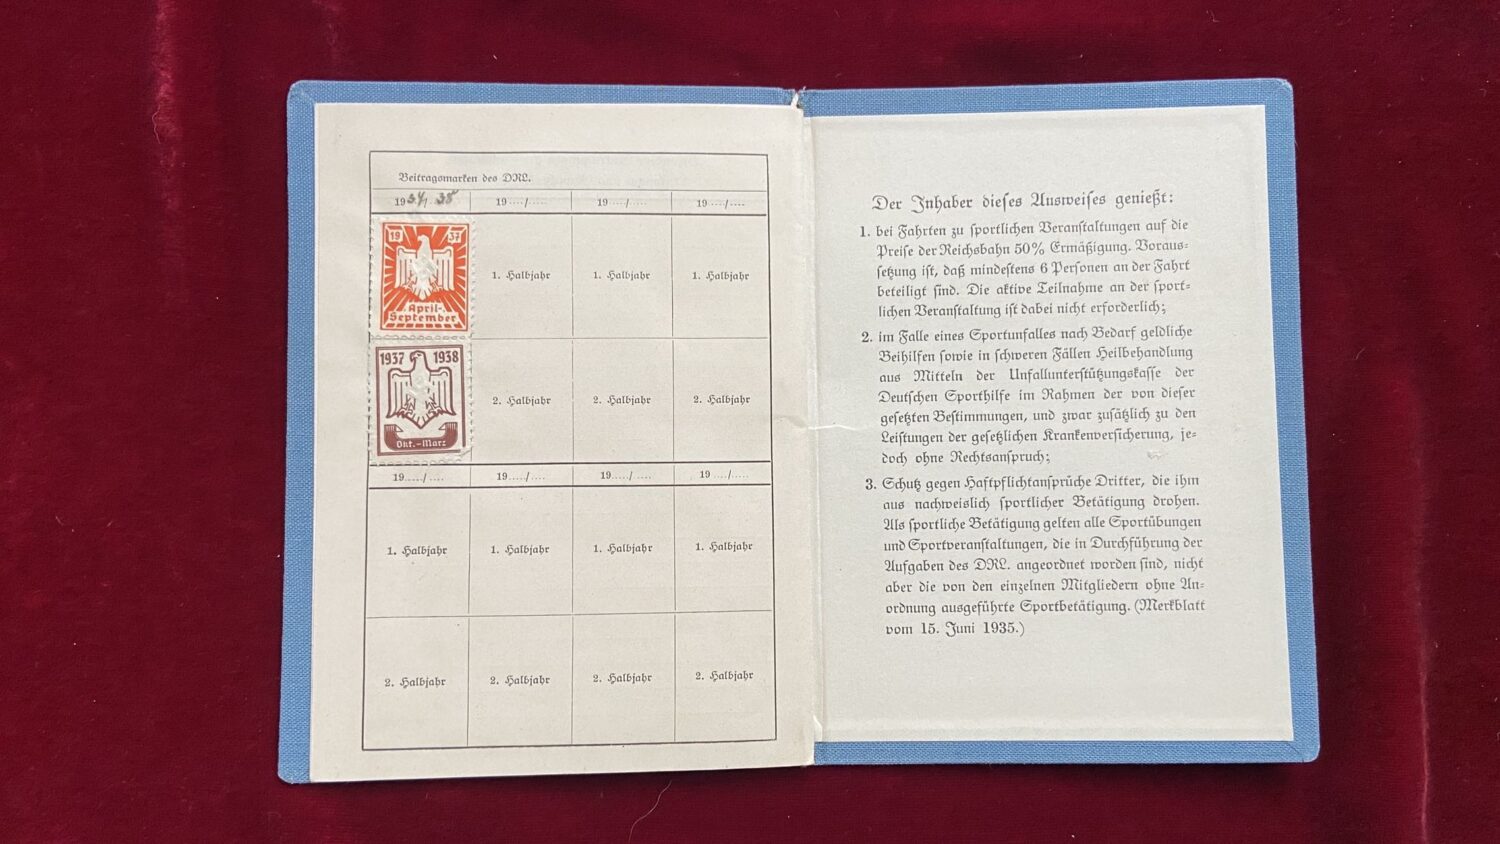 Beitragsmarken des DRL.
1937/38 19..../.... 19..../.... 19..../....
19 37
April-
September
1. Halbjahr 1. Halbjahr 1. Halbjahr
1937 1938
Okt.-März
2. Halbjahr 2. Halbjahr 2. Halbjahr
19..../.... 19..../.... 19..../.... 19..../....
1. Halbjahr 1. Halbjahr 1. Halbjahr 1. Halbjahr
2. Halbjahr 2. Halbjahr 2. Halbjahr 2. Halbjahr
Der Inhaber dieses Ausweises genießt:
1. bei Fahrten zu sportlichen Veranstaltungen auf die
Preise der Reichsbahn 50% Ermäßigung. Voraus-
setzung ist, daß mindestens 6 Personen an der Fahrt
beteiligt sind. Die aktive Teilnahme an der sport-
lichen Veranstaltung ist dabei nicht erforderlich;
2. im Falle eines Sportunfalles nach Bedarf geldliche
Beihilfen sowie in schweren Fällen Heilbehandlung
aus Mitteln der Unfallunterstützungskasse der
Deutschen Sporthilfe im Rahmen der von dieser
gesetzten Bestimmungen, und zwar zusätzlich zu den
Leistungen der gesetzlichen Krankenversicherung, je-
doch ohne Rechtsanspruch;
3. Schutz gegen Haftpflichtansprüche Dritter, die ihm
aus nachweislich sportlicher Betätigung drohen.
Als sportliche Betätigung gelten alle Sportübungen
und Sportveranstaltungen, die in Durchführung der
Aufgaben des DRL. angeordnet worden sind, nicht
aber die von den einzelnen Mitgliedern ohne An-
ordnung ausgeführte Sportbetätigung. (Merkblatt
vom 15. Juni 1935.)